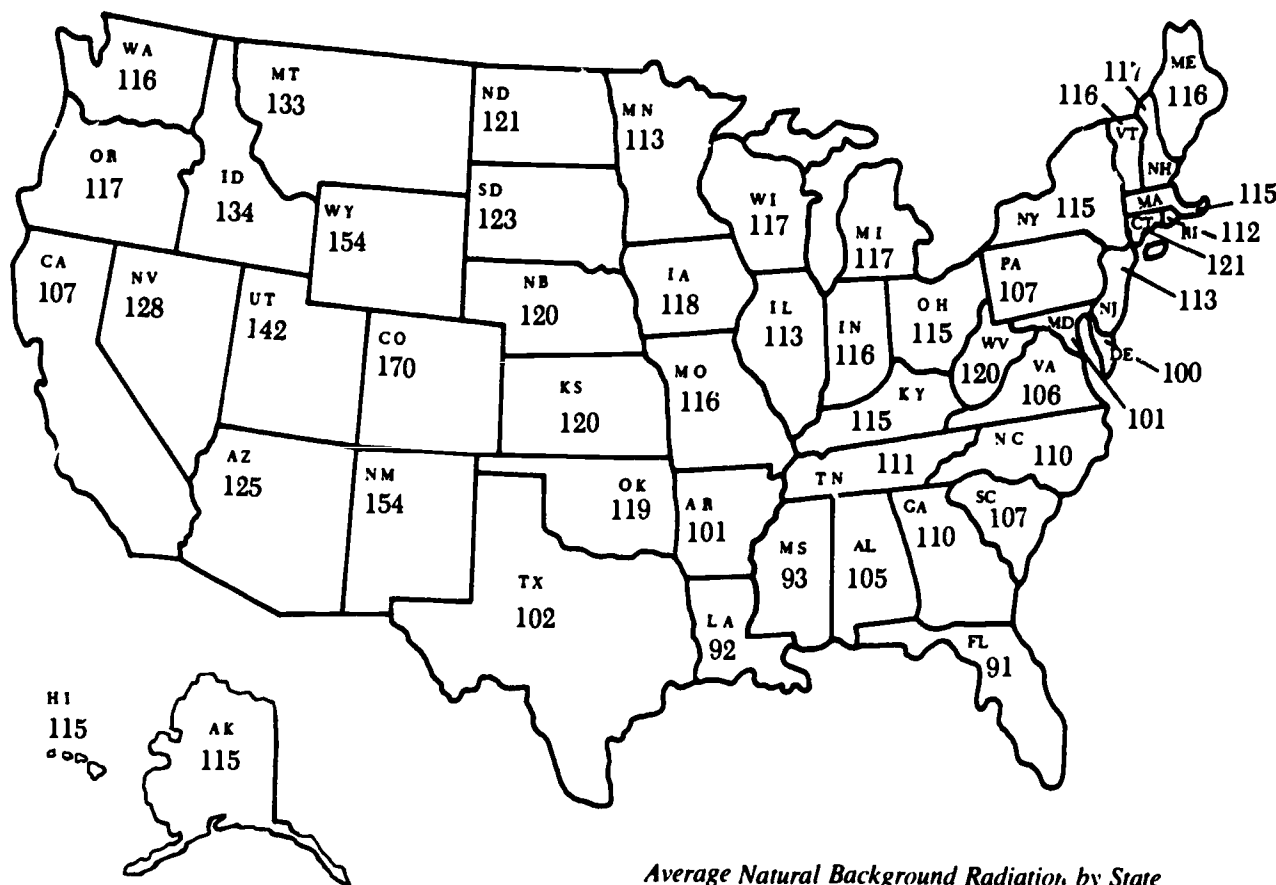 WA
116
MT
133
ND
121
MN
113
OR
117
ID
134
WY
154
SD
123
WI
117
MI
117
NY 115
VT
116
117
NH
ME
116
MA
115
CT
RI
112
121
CA
107
NV
128
UT
142
CO
170
NB
120
IA
118
IL
113
IN
116
OH
115
PA
107
NJ
113
MD
101
DE
100
WV
120
VA
106
KS
120
MO
116
KY
115
AZ
125
NM
154
OK
119
AR
101
TN
111
NC
110
SC
107
GA
110
TX
102
LA
92
MS
93
AL
105
FL
91
HI
115
AK
115
Average Natural Background Radiation by State